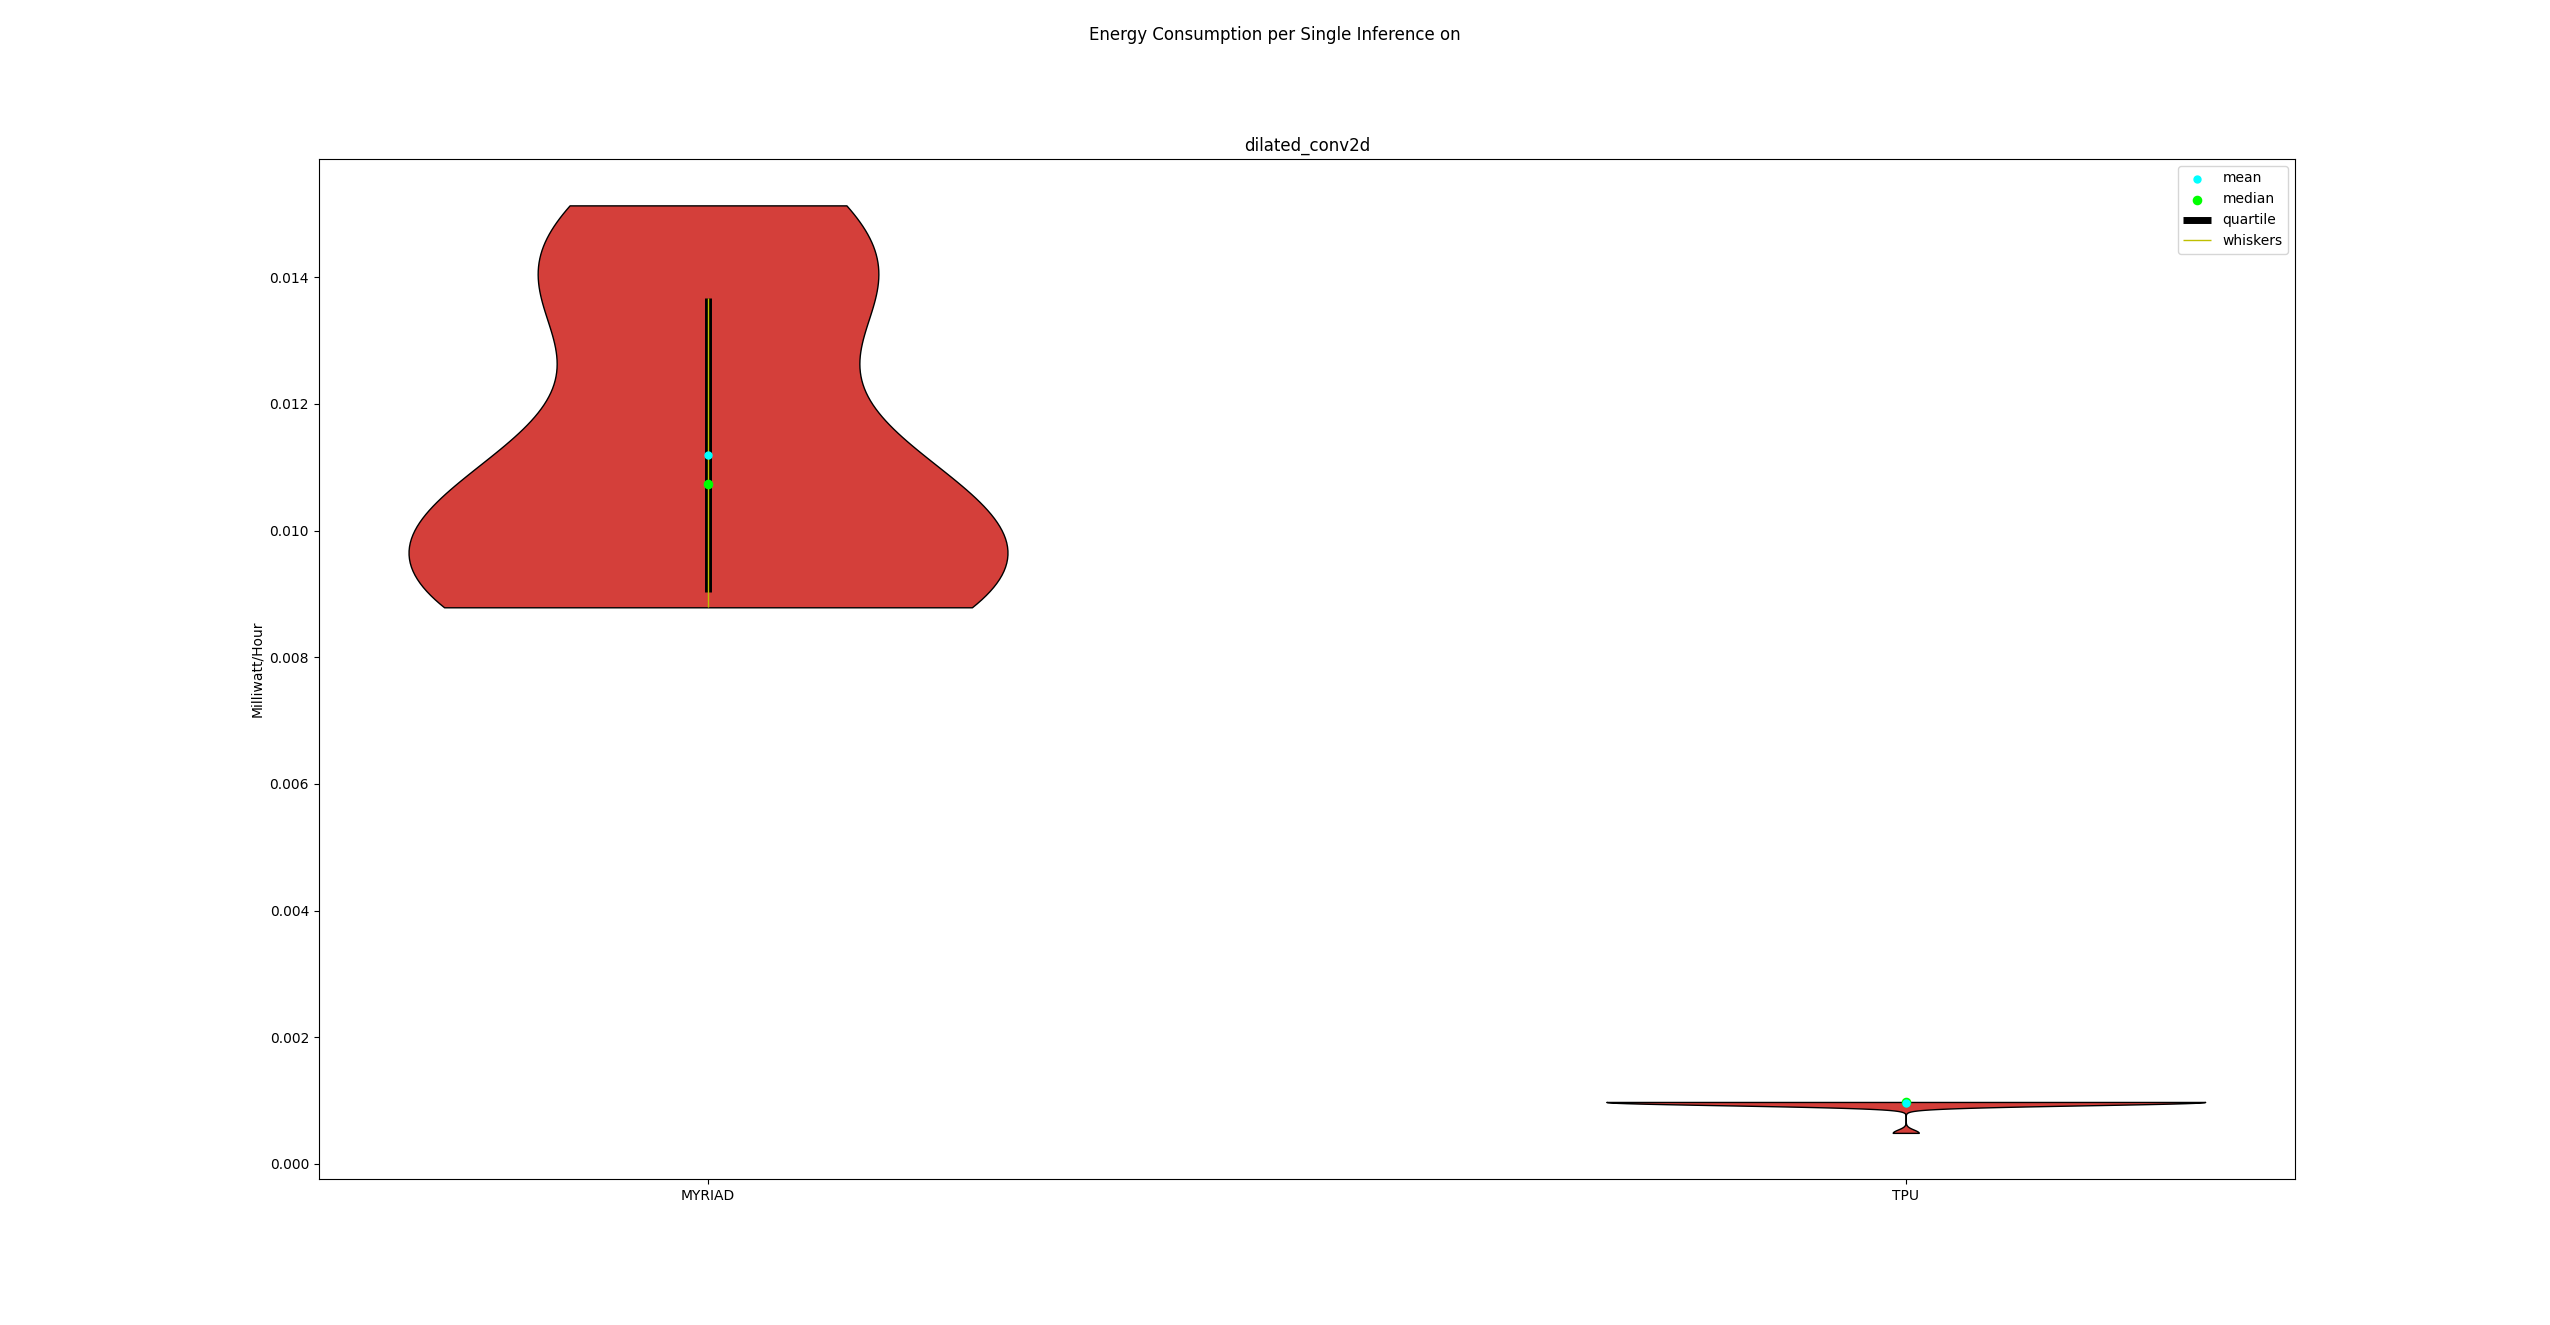 Energy Consumption per Single Inference on
dilated_conv2d
mean
median
quartile
whiskers
0.014
0.012
0.010
0.008
0.006
0.004
0.002
0.000
Milliwatt/Hour
MYRIAD
TPU